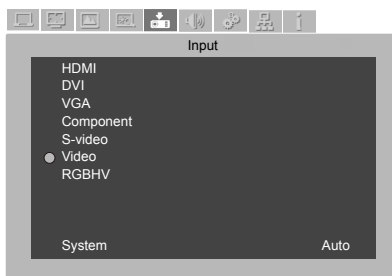 Input
HDMI
DVI
VGA
Component
S-video
Video
RGBHV
System Auto